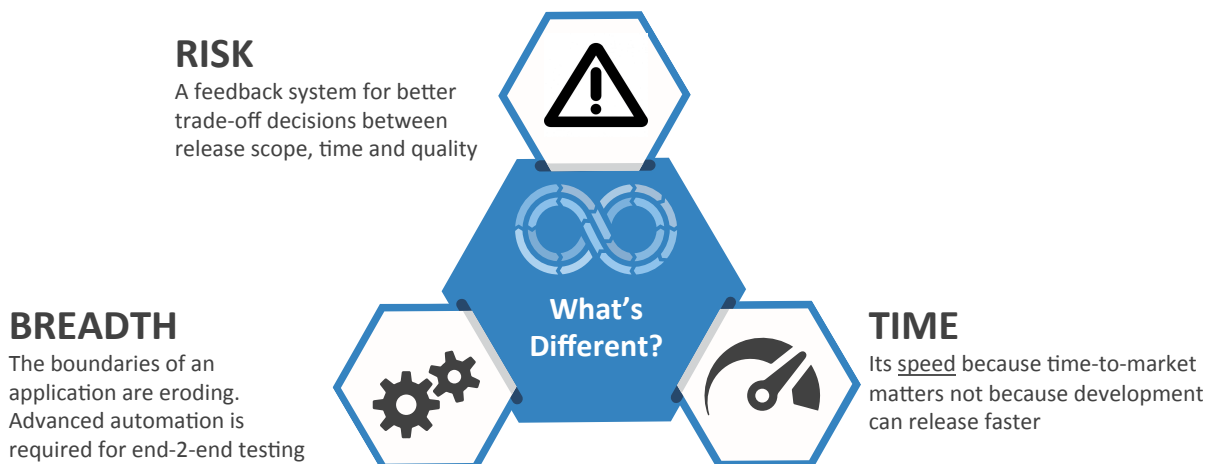 RISK
A feedback system for better
trade-off decisions between
release scope, time and quality
What's
Different?
BREADTH
The boundaries of an
application are eroding.
Advanced automation is
required for end-2-end testing
TIME
Its speed because time-to-market
matters not because development
can release faster